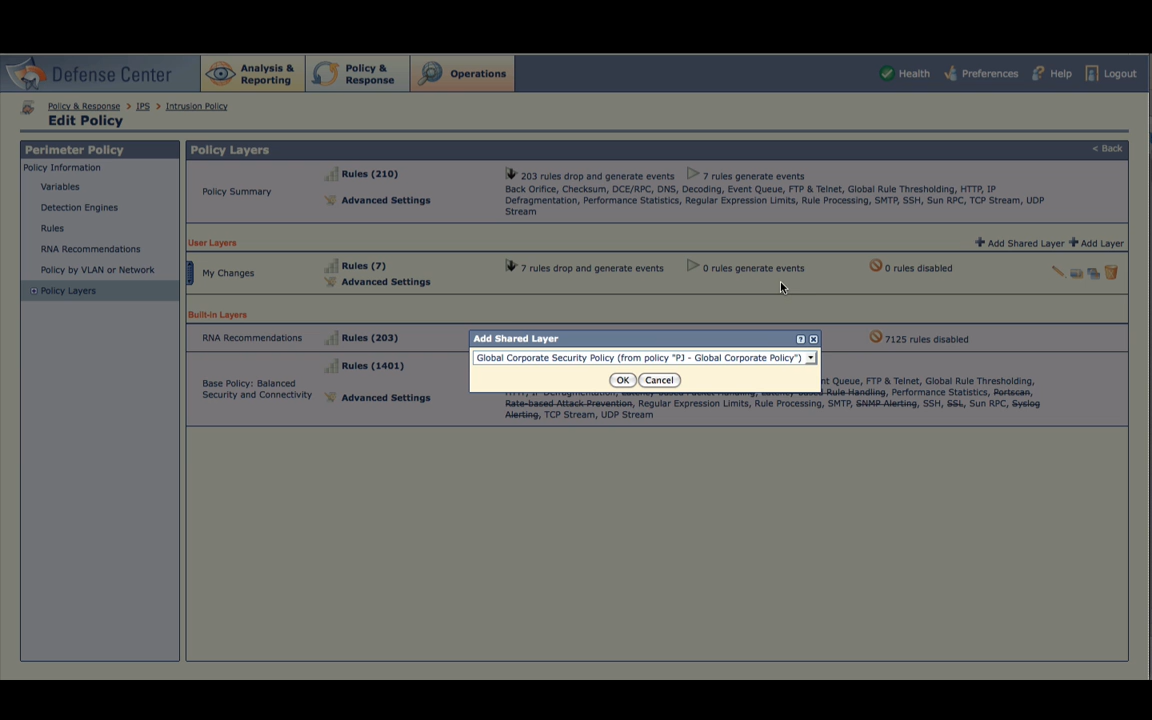 Defense Center
Analysis & Reporting
Policy & Response
Operations
Health
Preferences
Help
Logout
Policy & Response > IPS > Intrusion Policy
Edit Policy
Perimeter Policy
Policy Information
Variables
Detection Engines
Rules
RNA Recommendations
Policy by VLAN or Network
Policy Layers
Policy Layers
< Back
Policy Summary
Rules (210)
Advanced Settings
203 rules drop and generate events
7 rules generate events
Back Orifice, Checksum, DCE/RPC, DNS, Decoding, Event Queue, FTP & Telnet, Global Rule Thresholding, HTTP, IP
Defragmentation, Performance Statistics, Regular Expression Limits, Rule Processing, SMTP, SSH, Sun RPC, TCP Stream, UDP
Stream
User Layers
Add Shared Layer
Add Layer
My Changes
Rules (7)
Advanced Settings
7 rules drop and generate events
0 rules generate events
0 rules disabled
Built-in Layers
RNA Recommendations
Rules (203)
7125 rules disabled
Add Shared Layer
Global Corporate Security Policy (from policy "PJ - Global Corporate Policy")
OK
Cancel
Base Policy: Balanced
Security and Connectivity
Rules (1401)
Advanced Settings
Queue, FTP & Telnet, Global Rule Thresholding,
Rule Handling, Performance Statistics, Portscan,
Rate-based Attack Prevention, Regular Expression Limits, Rule Processing, SMTP, SNMP Alerting, SSH, SSL, Sun RPC, Syslog
Alerting, TCP Stream, UDP Stream